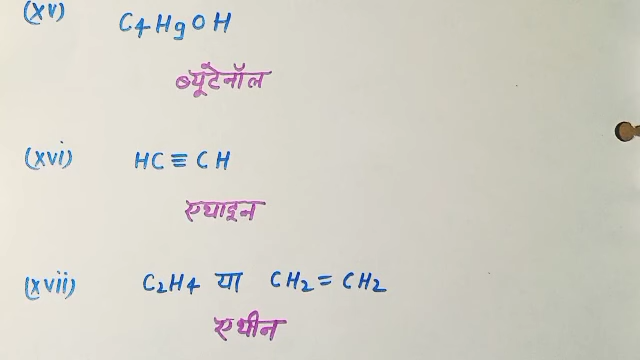 (xv) C4H9OH
ब्यूटेनॉल
(xvi) HC≡CH
एथाइन
(xvii) C2H4 या CH2=CH2
एथीन